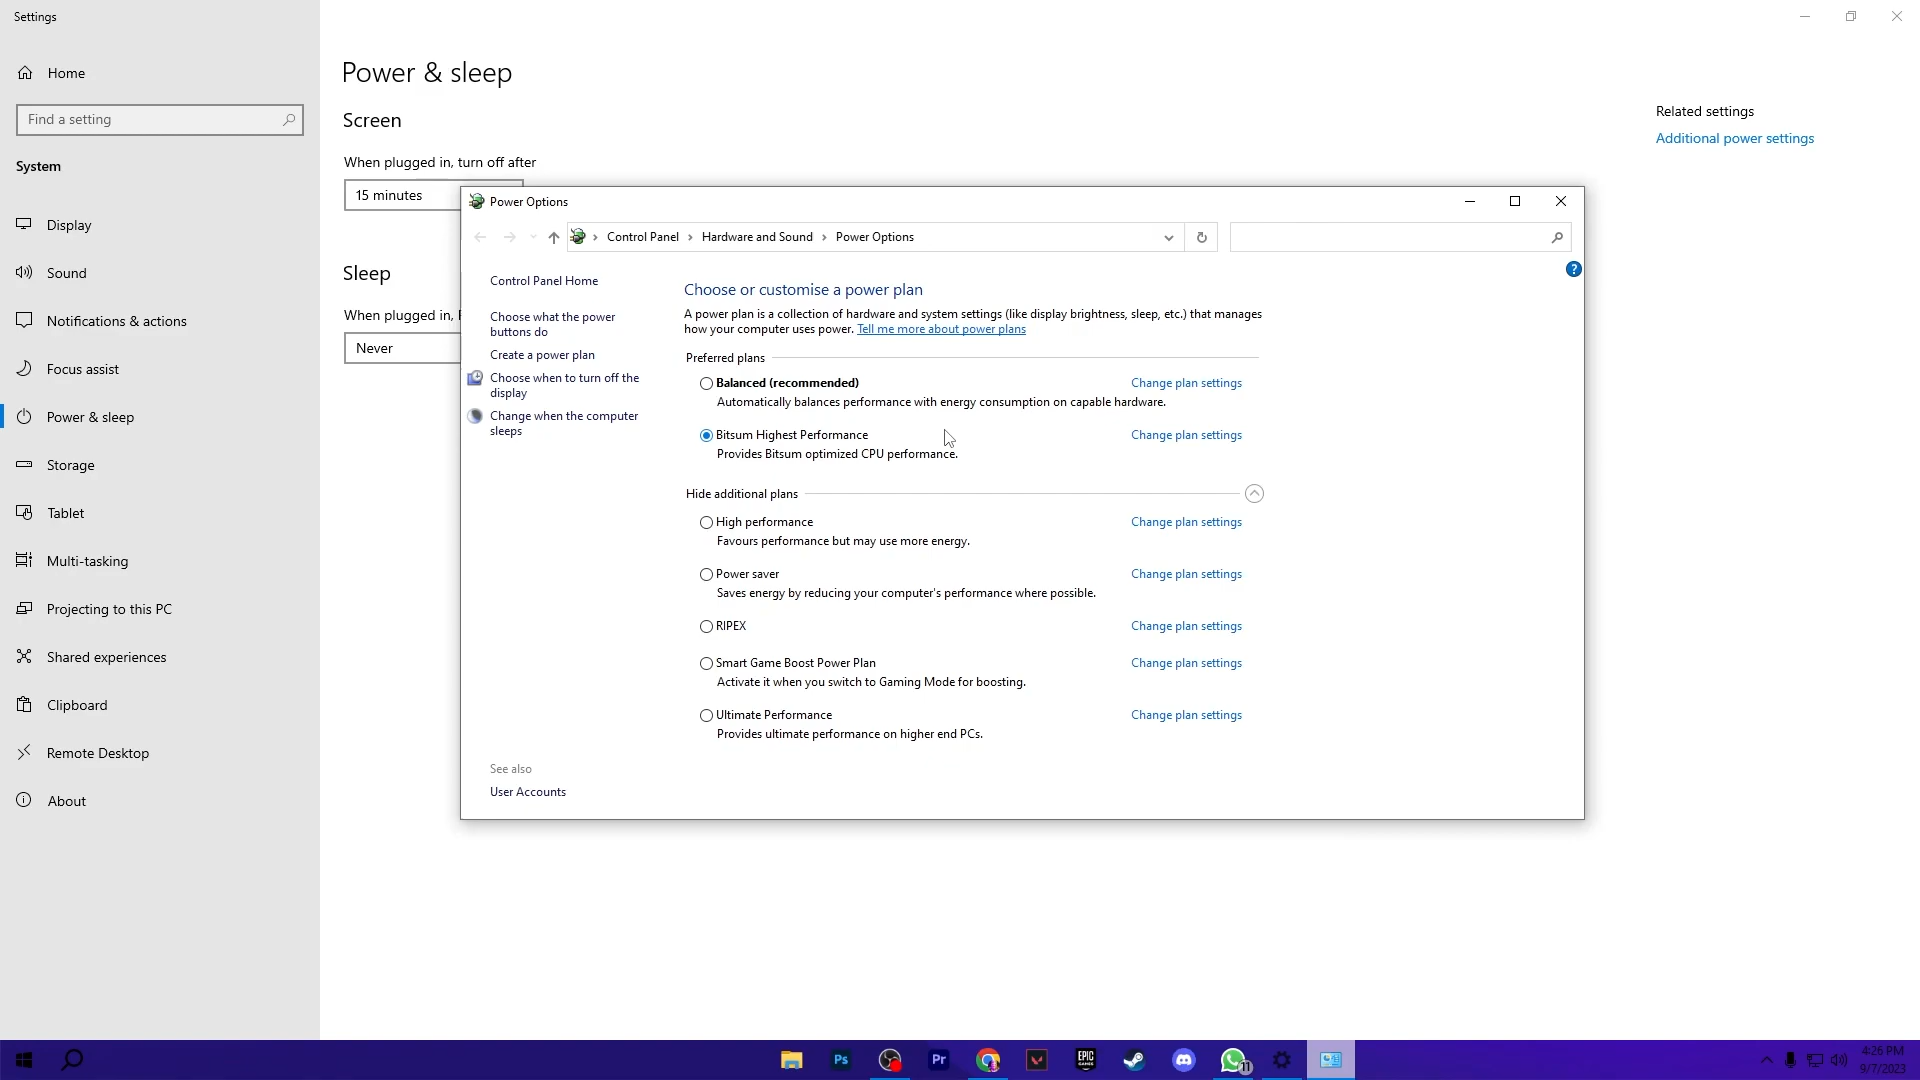 Settings
Home
Find a setting
System
Display
Sound
Notifications & actions
Focus assist
Power & sleep
Storage
Tablet
Multi-tasking
Projecting to this PC
Shared experiences
Clipboard
Remote Desktop
About
Power & sleep
Screen
When plugged in, turn off after
15 minutes
Sleep
When plugged in,
Never
Related settings
Additional power settings
Power Options
Control Panel
Hardware and Sound
Power Options
Control Panel Home
Choose what the power
buttons do
Create a power plan
Choose when to turn off the
display
Change when the computer
sleeps
See also
User Accounts
Choose or customise a power plan
A power plan is a collection of hardware and system settings (like display brightness, sleep, etc.) that manages
how your computer uses power. Tell me more about power plans
Preferred plans
Balanced (recommended) Change plan settings
Automatically balances performance with energy consumption on capable hardware.
Bitsum Highest Performance Change plan settings
Provides Bitsum optimized CPU performance.
Hide additional plans
High performance Change plan settings
Favours performance but may use more energy.
Power saver Change plan settings
Saves energy by reducing your computer's performance where possible.
RIPEX Change plan settings
Smart Game Boost Power Plan Change plan settings
Activate it when you switch to Gaming Mode for boosting.
Ultimate Performance Change plan settings
Provides ultimate performance on higher end PCs.
?
Ps
Pr
EPIC
GAMES
11
4:26 PM
9/7/2023